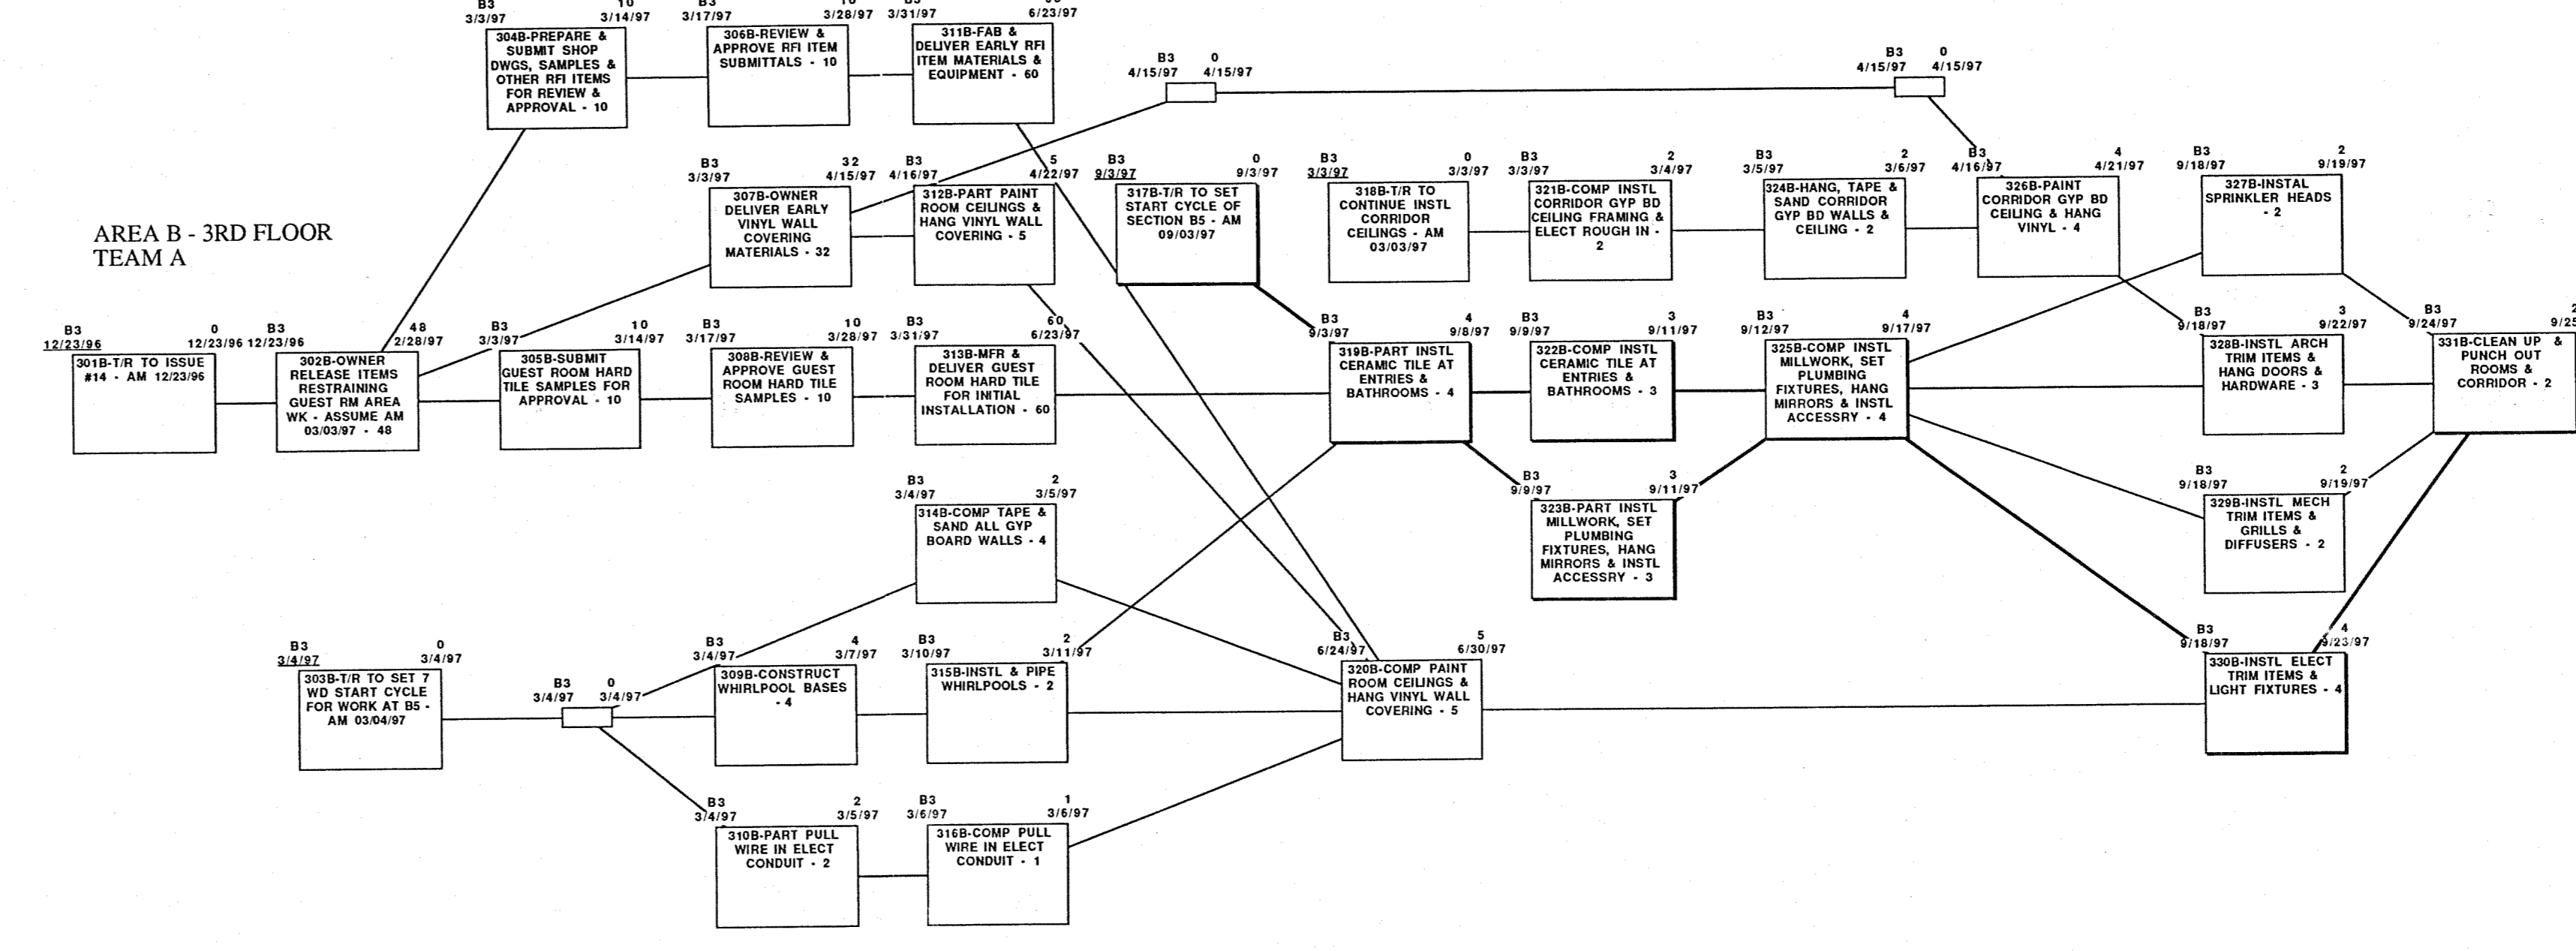 B3 10
3/3/97 3/14/97
304B-PREPARE &
SUBMIT SHOP
DWGS, SAMPLES &
OTHER RFI ITEMS
FOR REVIEW &
APPROVAL - 10
B3 10
3/17/97 3/28/97
306B-REVIEW &
APPROVE RFI ITEM
SUBMITTALS - 10
B3
3/31/97 6/23/97
311B-FAB &
DELIVER EARLY RFI
ITEM MATERIALS &
EQUIPMENT - 60
B3 0
4/15/97 4/15/97
B3 0
4/15/97 4/15/97
B3 32
3/3/97 4/15/97
307B-OWNER
DELIVER EARLY
VINYL WALL
COVERING
MATERIALS - 32
B3 5
4/16/97 4/22/97
312B-PART PAINT
ROOM CEILINGS &
HANG VINYL WALL
COVERING - 5
B3 0
9/3/97 9/3/97
317B-T/R TO SET
START CYCLE OF
SECTION B5 - AM
09/03/97
B3 0
3/3/97 3/3/97
318B-T/R TO
CONTINUE INSTL
CORRIDOR
CEILINGS - AM
03/03/97
B3 2
3/3/97 3/4/97
321B-COMP INSTL
CORRIDOR GYP BD
CEILING FRAMING &
ELECT ROUGH IN -
2
B3 2
3/5/97 3/6/97
324B-HANG, TAPE &
SAND CORRIDOR
GYP BD WALLS &
CEILING - 2
B3 4
4/16/97 4/21/97
326B-PAINT
CORRIDOR GYP BD
CEILING & HANG
VINYL - 4
B3 2
9/18/97 9/19/97
327B-INSTAL
SPRINKLER HEADS
- 2
AREA B - 3RD FLOOR
TEAM A
B3 0
12/23/96 12/23/96
301B-T/R TO ISSUE
#14 - AM 12/23/96
B3 48
12/23/96 2/28/97
302B-OWNER
RELEASE ITEMS
RESTRAINING
GUEST RM AREA
WK - ASSUME AM
03/03/97 - 48
B3 10
3/3/97 3/14/97
305B-SUBMIT
GUEST ROOM HARD
TILE SAMPLES FOR
APPROVAL - 10
B3 10
3/17/97 3/28/97
308B-REVIEW &
APPROVE GUEST
ROOM HARD TILE
SAMPLES - 10
B3 60
3/31/97 6/23/97
313B-MFR &
DELIVER GUEST
ROOM HARD TILE
FOR INITIAL
INSTALLATION - 60
B3 4
9/3/97 9/8/97
319B-PART INSTL
CERAMIC TILE AT
ENTRIES &
BATHROOMS - 4
B3 3
9/9/97 9/11/97
322B-COMP INSTL
CERAMIC TILE AT
ENTRIES &
BATHROOMS - 3
B3 4
9/12/97 9/17/97
325B-COMP INSTL
MILLWORK, SET
PLUMBING
FIXTURES, HANG
MIRRORS & INSTL
ACCESSRY - 4
B3 3
9/18/97 9/22/97
328B-INSTL ARCH
TRIM ITEMS &
HANG DOORS &
HARDWARE - 3
B3 2
9/24/97 9/25
331B-CLEAN UP &
PUNCH OUT
ROOMS &
CORRIDOR - 2
B3 2
3/4/97 3/5/97
314B-COMP TAPE &
SAND ALL GYP
BOARD WALLS - 4
B3 3
9/9/97 9/11/97
323B-PART INSTL
MILLWORK, SET
PLUMBING
FIXTURES, HANG
MIRRORS & INSTL
ACCESSRY - 3
B3 2
9/18/97 9/19/97
329B-INSTL MECH
TRIM ITEMS &
GRILLS &
DIFFUSERS - 2
B3 0
3/4/97 3/4/97
303B-T/R TO SET 7
WD START CYCLE
FOR WORK AT B5 -
AM 03/04/97
B3 0
3/4/97 3/4/97
B3 4
3/4/97 3/7/97
309B-CONSTRUCT
WHIRLPOOL BASES
- 4
B3 2
3/10/97 3/11/97
315B-INSTL & PIPE
WHIRLPOOLS - 2
B3 5
6/24/97 6/30/97
320B-COMP PAINT
ROOM CEILINGS &
HANG VINYL WALL
COVERING - 5
B3 4
9/18/97 9/23/97
330B-INSTL ELECT
TRIM ITEMS &
LIGHT FIXTURES - 4
B3 2
3/4/97 3/5/97
310B-PART PULL
WIRE IN ELECT
CONDUIT - 2
B3 1
3/6/97 3/6/97
316B-COMP PULL
WIRE IN ELECT
CONDUIT - 1